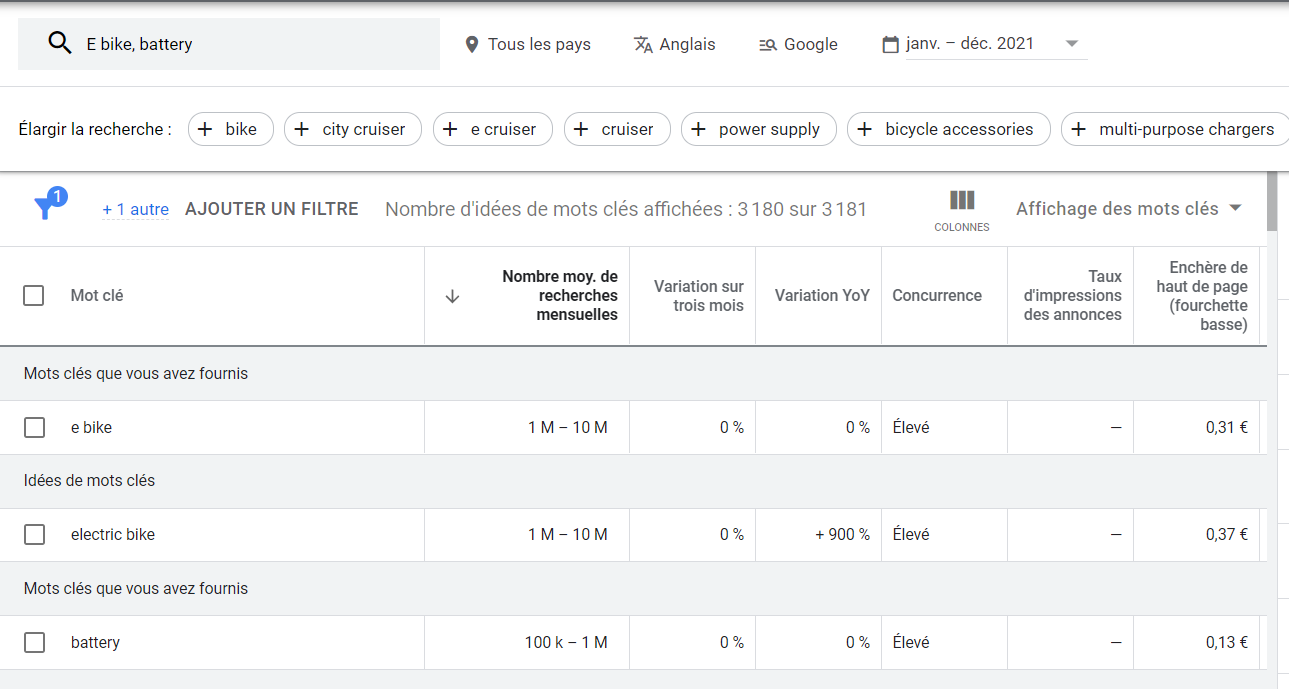 E bike, battery
Tous les pays
Anglais
Google
janv. – déc. 2021
Élargir la recherche :
bike
city cruiser
e cruiser
cruiser
power supply
bicycle accessories
multi-purpose chargers
1
+ 1 autre
AJOUTER UN FILTRE
Nombre d'idées de mots clés affichées : 3 180 sur 3 181
COLONNES
Affichage des mots clés
Mot clé
Nombre moy. de
recherches
mensuelles
Variation sur
trois mois
Variation YoY
Concurrence
Taux
d'impressions
des annonces
Enchère de
haut de page
(fourchette
basse)
Mots clés que vous avez fournis
e bike 1 M – 10 M 0 % 0 % Élevé — 0,31 €
Idées de mots clés
electric bike 1 M – 10 M 0 % + 900 % Élevé — 0,37 €
Mots clés que vous avez fournis
battery 100 k – 1 M 0 % 0 % Élevé — 0,13 €